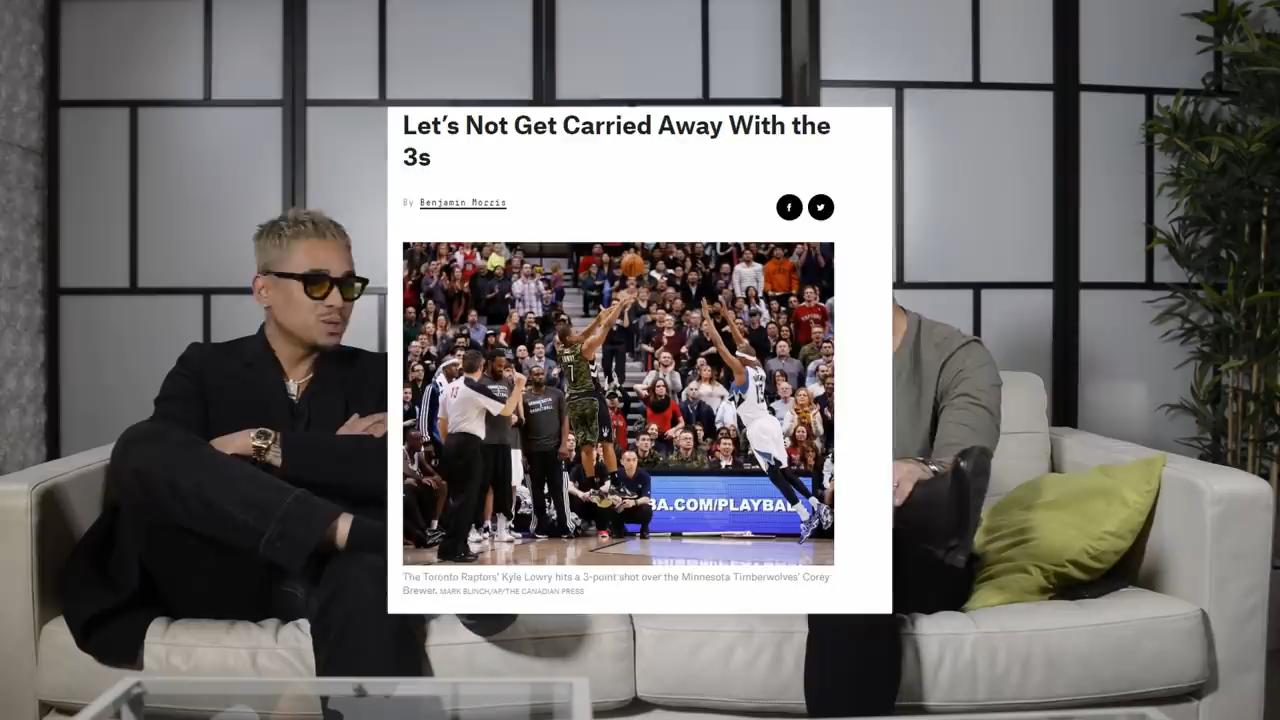 Let's Not Get Carried Away With the
3s
By Benjamin Morris
BA.COM/PLAYBAL
The Toronto Raptors' Kyle Lowry hits a 3-point shot over the Minnesota Timberwolves' Corey
Brewer. MARK BLINCH/AP/THE CANADIAN PRESS